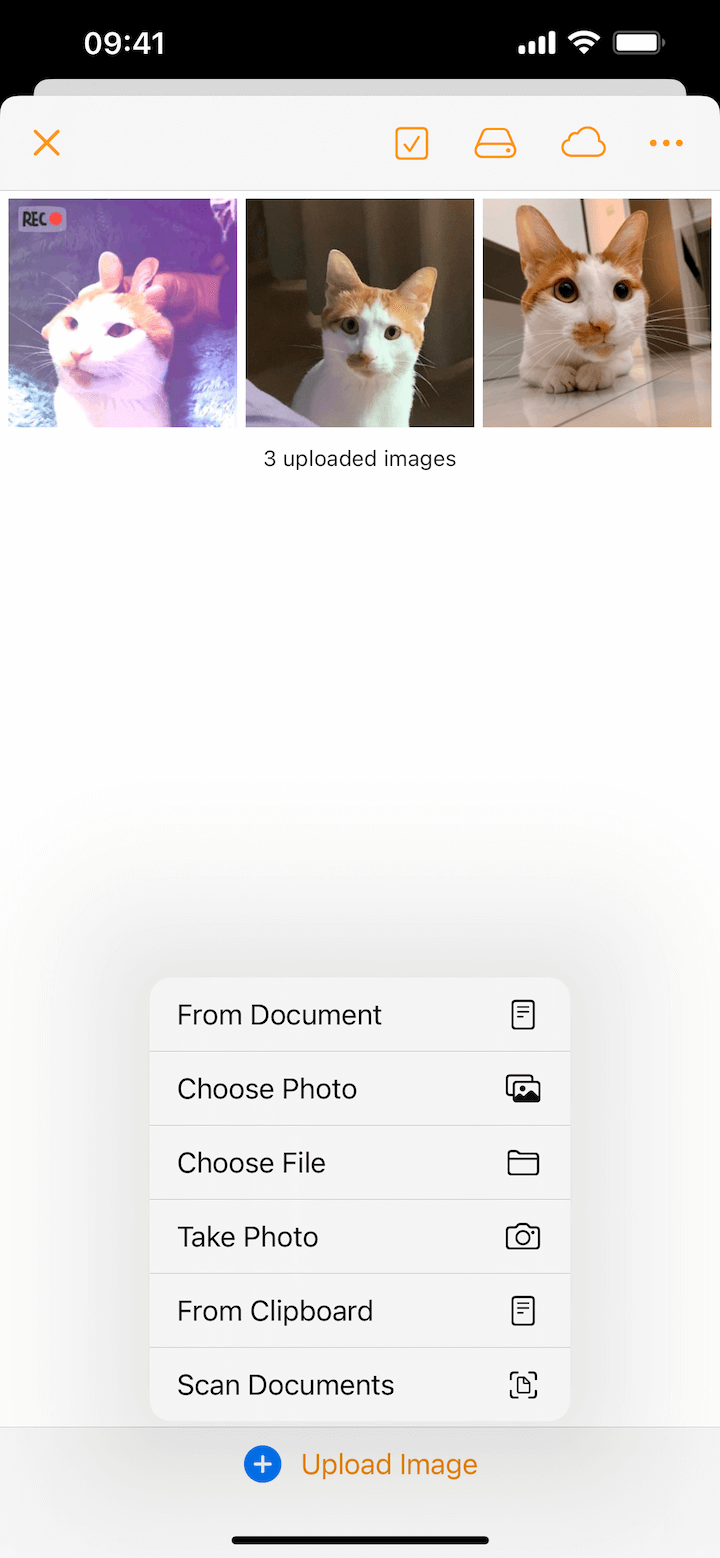 09:41
REC
3 uploaded images
From Document
Choose Photo
Choose File
Take Photo
From Clipboard
Scan Documents
Upload Image